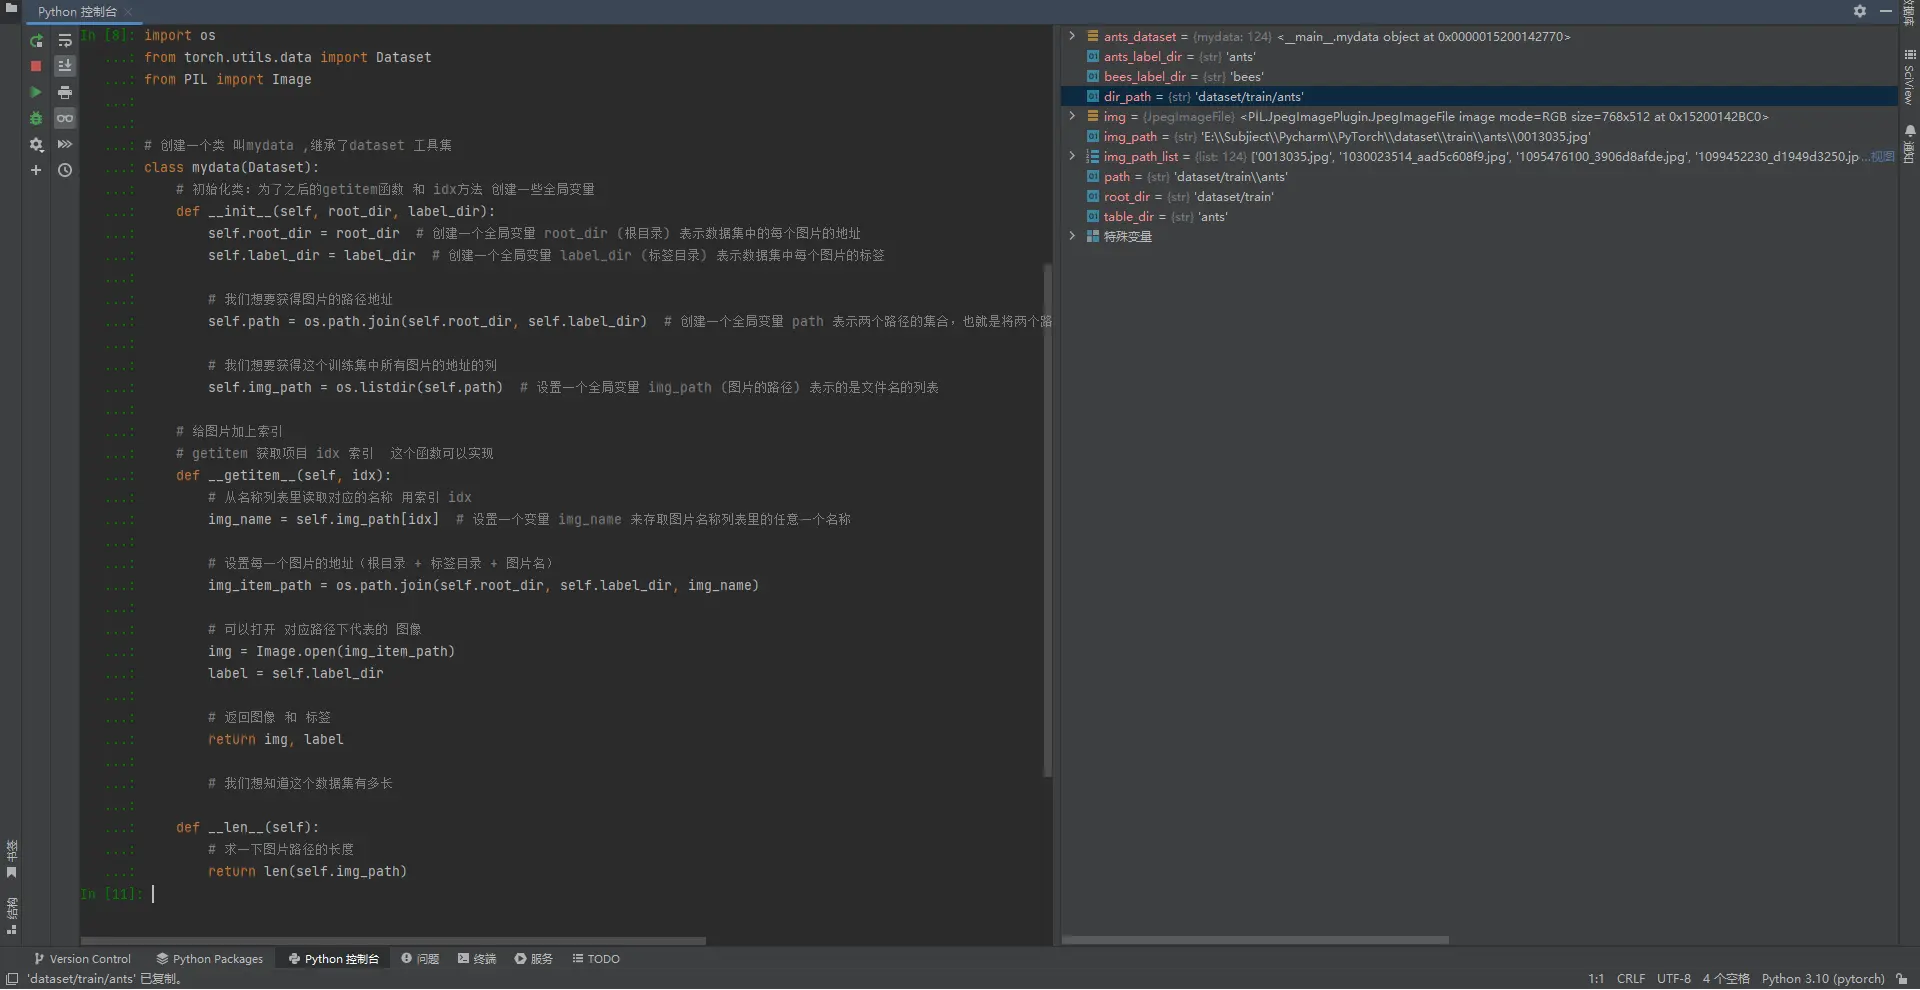 Python 控制台
In [8]: import os
...: from torch.utils.data import Dataset
...: from PIL import Image
...:
...:
...: # 创建一个类 叫mydata ,继承了dataset 工具集
...: class mydata(Dataset):
...: # 初始化类：为了之后的getitem函数 和 idx方法 创建一些全局变量
...: def __init__(self, root_dir, label_dir):
...: self.root_dir = root_dir # 创建一个全局变量 root_dir（根目录）表示数据集中的每个图片的地址
...: self.label_dir = label_dir # 创建一个全局变量 label_dir（标签目录）表示数据集中每个图片的标签
...:
...: # 我们想要获得图片的路径地址
...: self.path = os.path.join(self.root_dir, self.label_dir) # 创建一个全局变量 path 表示两个路径的集合，也就是将两个路
...:
...: # 我们想要获得这个训练集中所有图片的地址的列
...: self.img_path = os.listdir(self.path) # 设置一个全局变量 img_path（图片的路径）表示的是文件名的列表
...:
...: # 给图片加上索引
...: # getitem 获取项目 idx 索引 这个函数可以实现
...: def __getitem__(self, idx):
...: # 从名称列表里读取对应的名称 用索引 idx
...: img_name = self.img_path[idx] # 设置一个变量 img_name 来存取图片名称列表里的任意一个名称
...:
...: # 设置每一个图片的地址（根目录 + 标签目录 + 图片名）
...: img_item_path = os.path.join(self.root_dir, self.label_dir, img_name)
...:
...: # 可以打开 对应路径下代表的 图像
...: img = Image.open(img_item_path)
...: label = self.label_dir
...:
...: # 返回图像 和 标签
...: return img, label
...:
...: # 我们想知道这个数据集有多长
...:
...: def __len__(self):
...: # 求一下图片路径的长度
...: return len(self.img_path)
In [11]:
ants_dataset = {mydata: 124} <__main__.mydata object at 0x0000015200142770>
ants_label_dir = {str} 'ants'
bees_label_dir = {str} 'bees'
dir_path = {str} 'dataset/train/ants'
img = {JpegImageFile} <PIL.JpegImagePlugin.JpegImageFile image mode=RGB size=768x512 at 0x15200142BC0>
img_path = {str} 'E:\\Subjiect\\Pycharm\\PyTorch\\dataset\\train\\ants\\0013035.jpg'
img_path_list = {list: 124} ['0013035.jpg', '1030023514_aad5c608f9.jpg', '1095476100_3906d8afde.jpg', '1099452230_d1949d3250.jp ...视图
path = {str} 'dataset/train\\ants'
root_dir = {str} 'dataset/train'
table_dir = {str} 'ants'
特殊变量
数据库
SciView
通知
书签
结构
Version Control
Python Packages
Python 控制台
问题
终端
服务
TODO
'dataset/train/ants' 已复制。
1:1 CRLF UTF-8 4 个空格 Python 3.10 (pytorch)